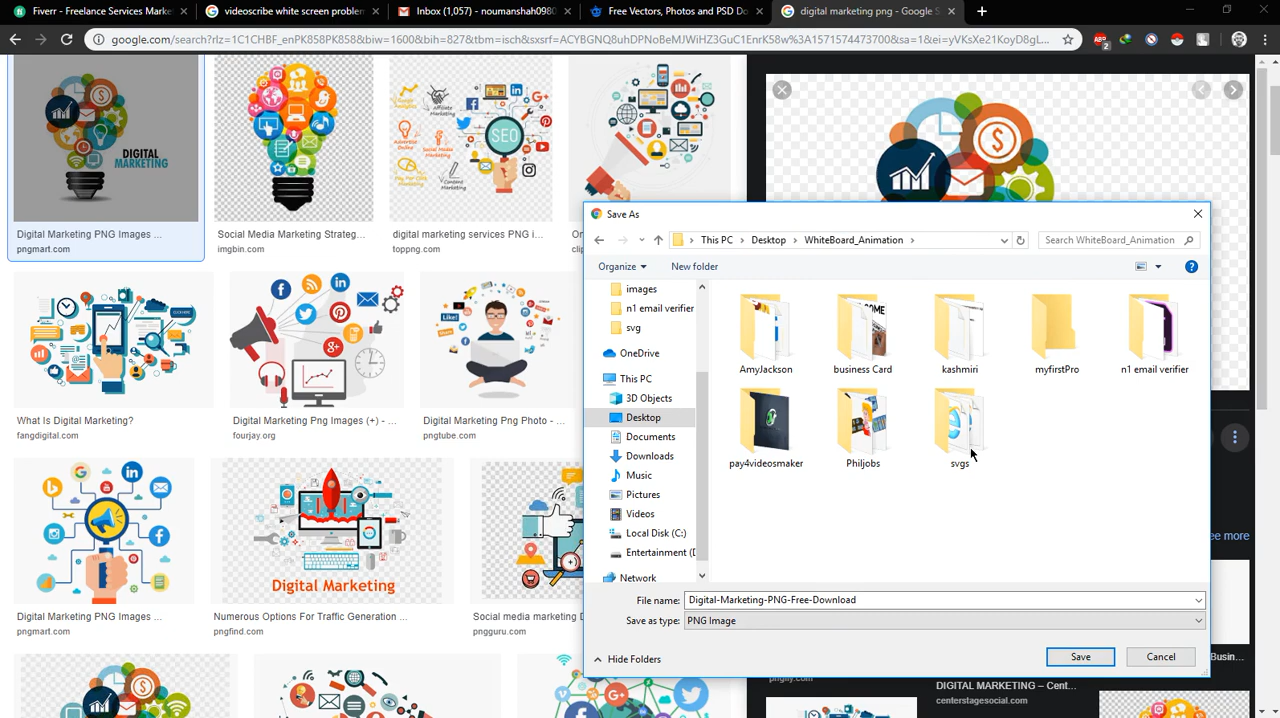 Fiverr - Freelance Services Marke
videoscribe white screen problem
Inbox (1,057) - noumanshah0980
Free Vectors, Photos and PSD Do
digital marketing png - Google S
google.com/search?rlz=1C1CHBF_enPK858PK858&biw=1600&bih=827&tbm=isch&sxsrf=ACYBGNQ8uhDPNoBeMJWiHZ3GuC1EnrK58w%3A1571574473700&sa=1&ei=yVKsXe21KoyD8gL...
2
DIGITAL
MARKETING
SEO
Digital Marketing PNG Images ...
pngmart.com
Social Media Marketing Strateg...
imgbin.com
digital marketing services PNG i...
toppng.com
What Is Digital Marketing?
fangdigital.com
Digital Marketing Png Images (+) - ...
fourjay.org
Digital Marketing Png Photo - ...
pngtube.com
Digital Marketing
Digital Marketing PNG Images ...
pngmart.com
Numerous Options For Traffic Generation ...
pngfind.com
Social media marketing D
pngguru.com
Save As
This PC
Desktop
WhiteBoard_Animation
Search WhiteBoard_Animation
Organize
New folder
images
n1 email verifier
svg
OneDrive
This PC
3D Objects
Desktop
Documents
Downloads
Music
Pictures
Videos
Local Disk (C:)
Entertainment (D
Network
AmyJackson
business Card
kashmiri
myfirstPro
n1 email verifier
pay4videosmaker
Philjobs
svgs
File name:
Digital-Marketing-PNG-Free-Download
Save as type:
PNG Image
Hide Folders
Save
Cancel
ee more
Busin...
DIGITAL MARKETING – Cent...
centerstagesocial.com